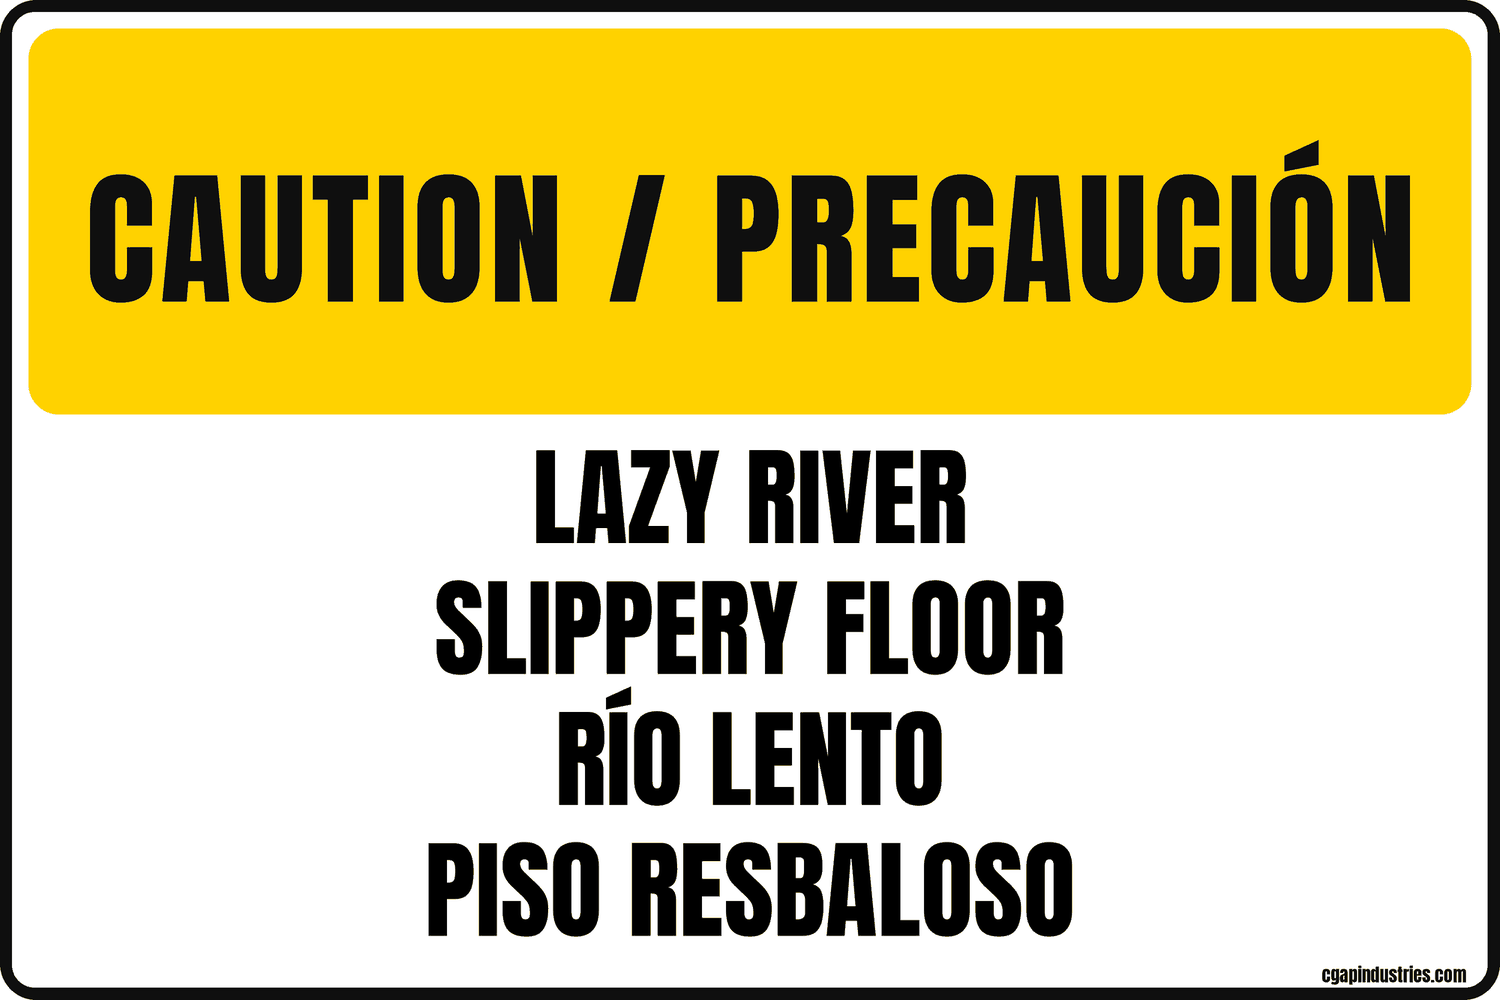 CAUTION / PRECAUCIÓN
LAZY RIVER
SLIPPERY FLOOR
RÍO LENTO
PISO RESBALOSO
cgapindustries.com